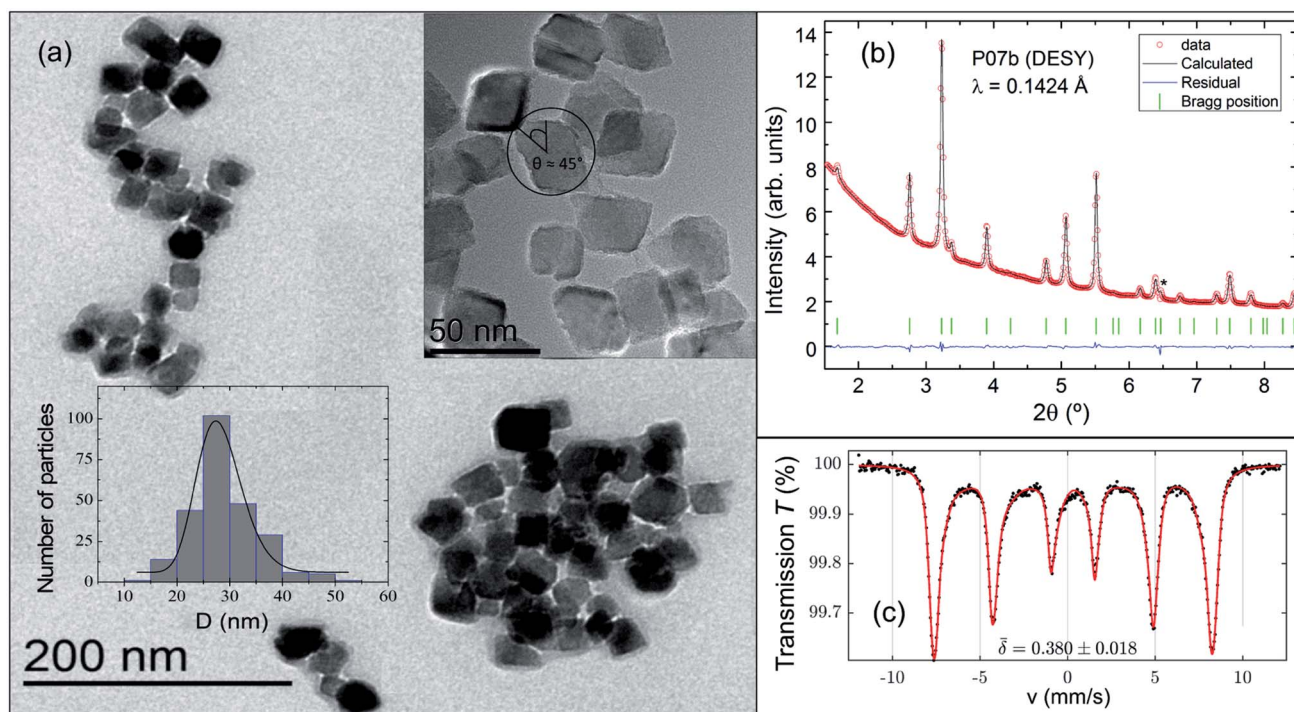 (a)
θ ≈ 45°
50 nm
Number of particles
100
75
50
25
0
10 20 30 40 50 60
D (nm)
200 nm
(b)
P07b (DESY)
λ = 0.1424 Å
data
Calculated
Residual
Bragg position
Intensity (arb. units)
14
12
10
8
6
4
2
0
*
2 3 4 5 6 7 8
2θ (º)
Transmission T (%)
100
99.9
99.8
99.7
(c)
δ̄ = 0.380 ± 0.018
-10 -5 0 5 10
v (mm/s)